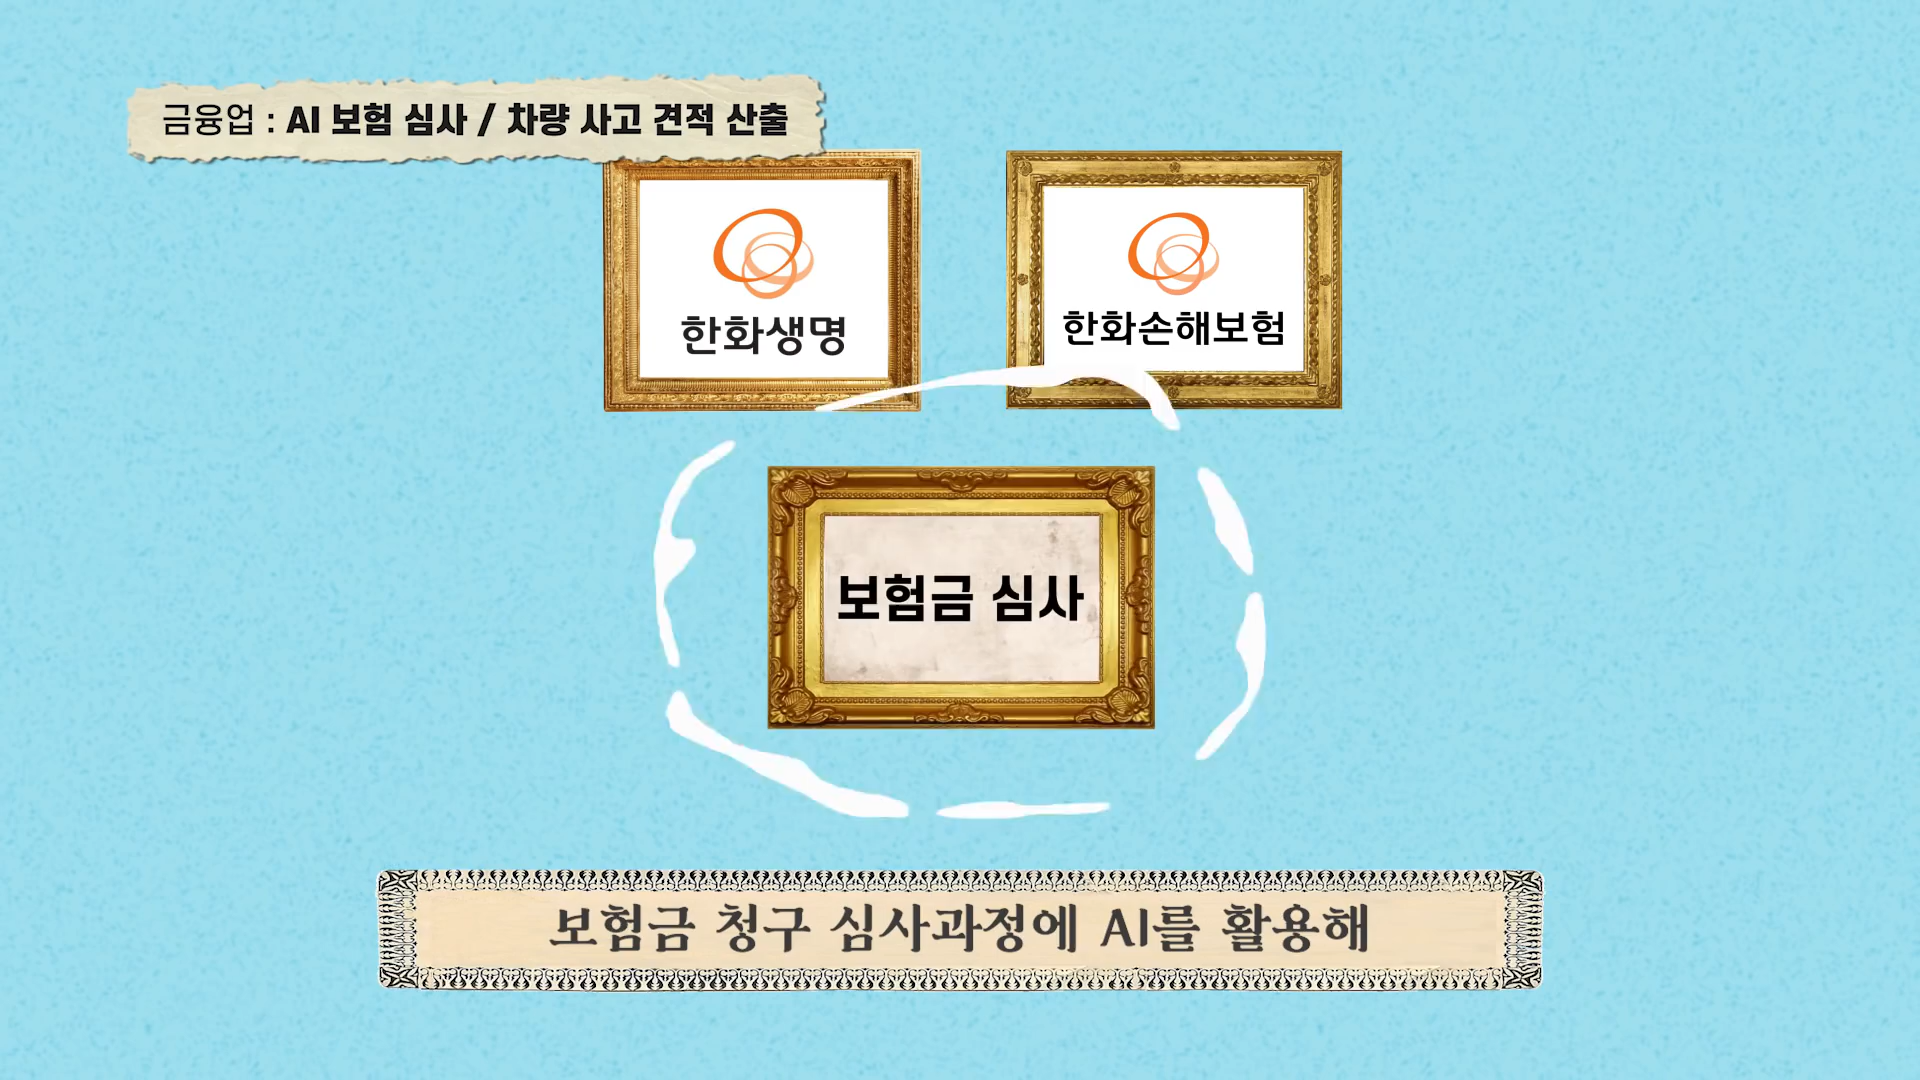 금융업 : AI 보험 심사 / 차량 사고 견적 산출
한화생명
한화손해보험
보험금 심사
보험금 청구 심사과정에 AI를 활용해